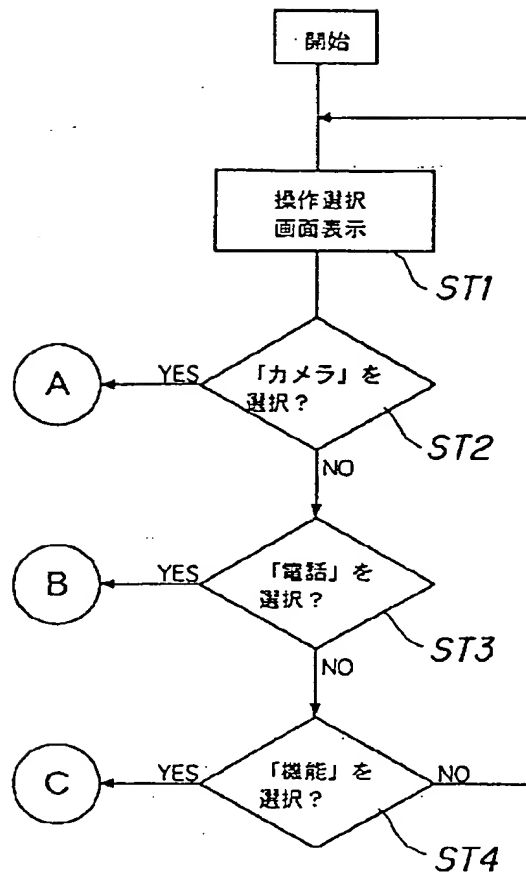 開始
操作選択
画面表示
ST1
A
YES
「カメラ」を
選択？
ST2
NO
B
YES
「電話」を
選択？
ST3
NO
C
YES
「機能」を
選択？
NO
ST4